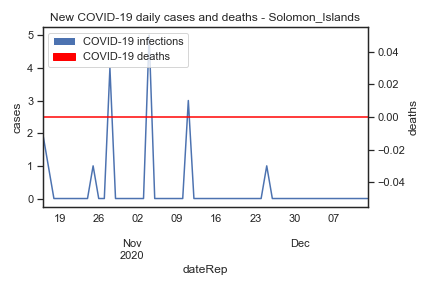 New COVID-19 daily cases and deaths - Solomon_Islands
COVID-19 infections
COVID-19 deaths
cases
5
4
3
2
1
0
deaths
0.04
0.02
0.00
−0.02
−0.04
19 26 02 09 16 23 30 07
Nov Dec
2020
dateRep